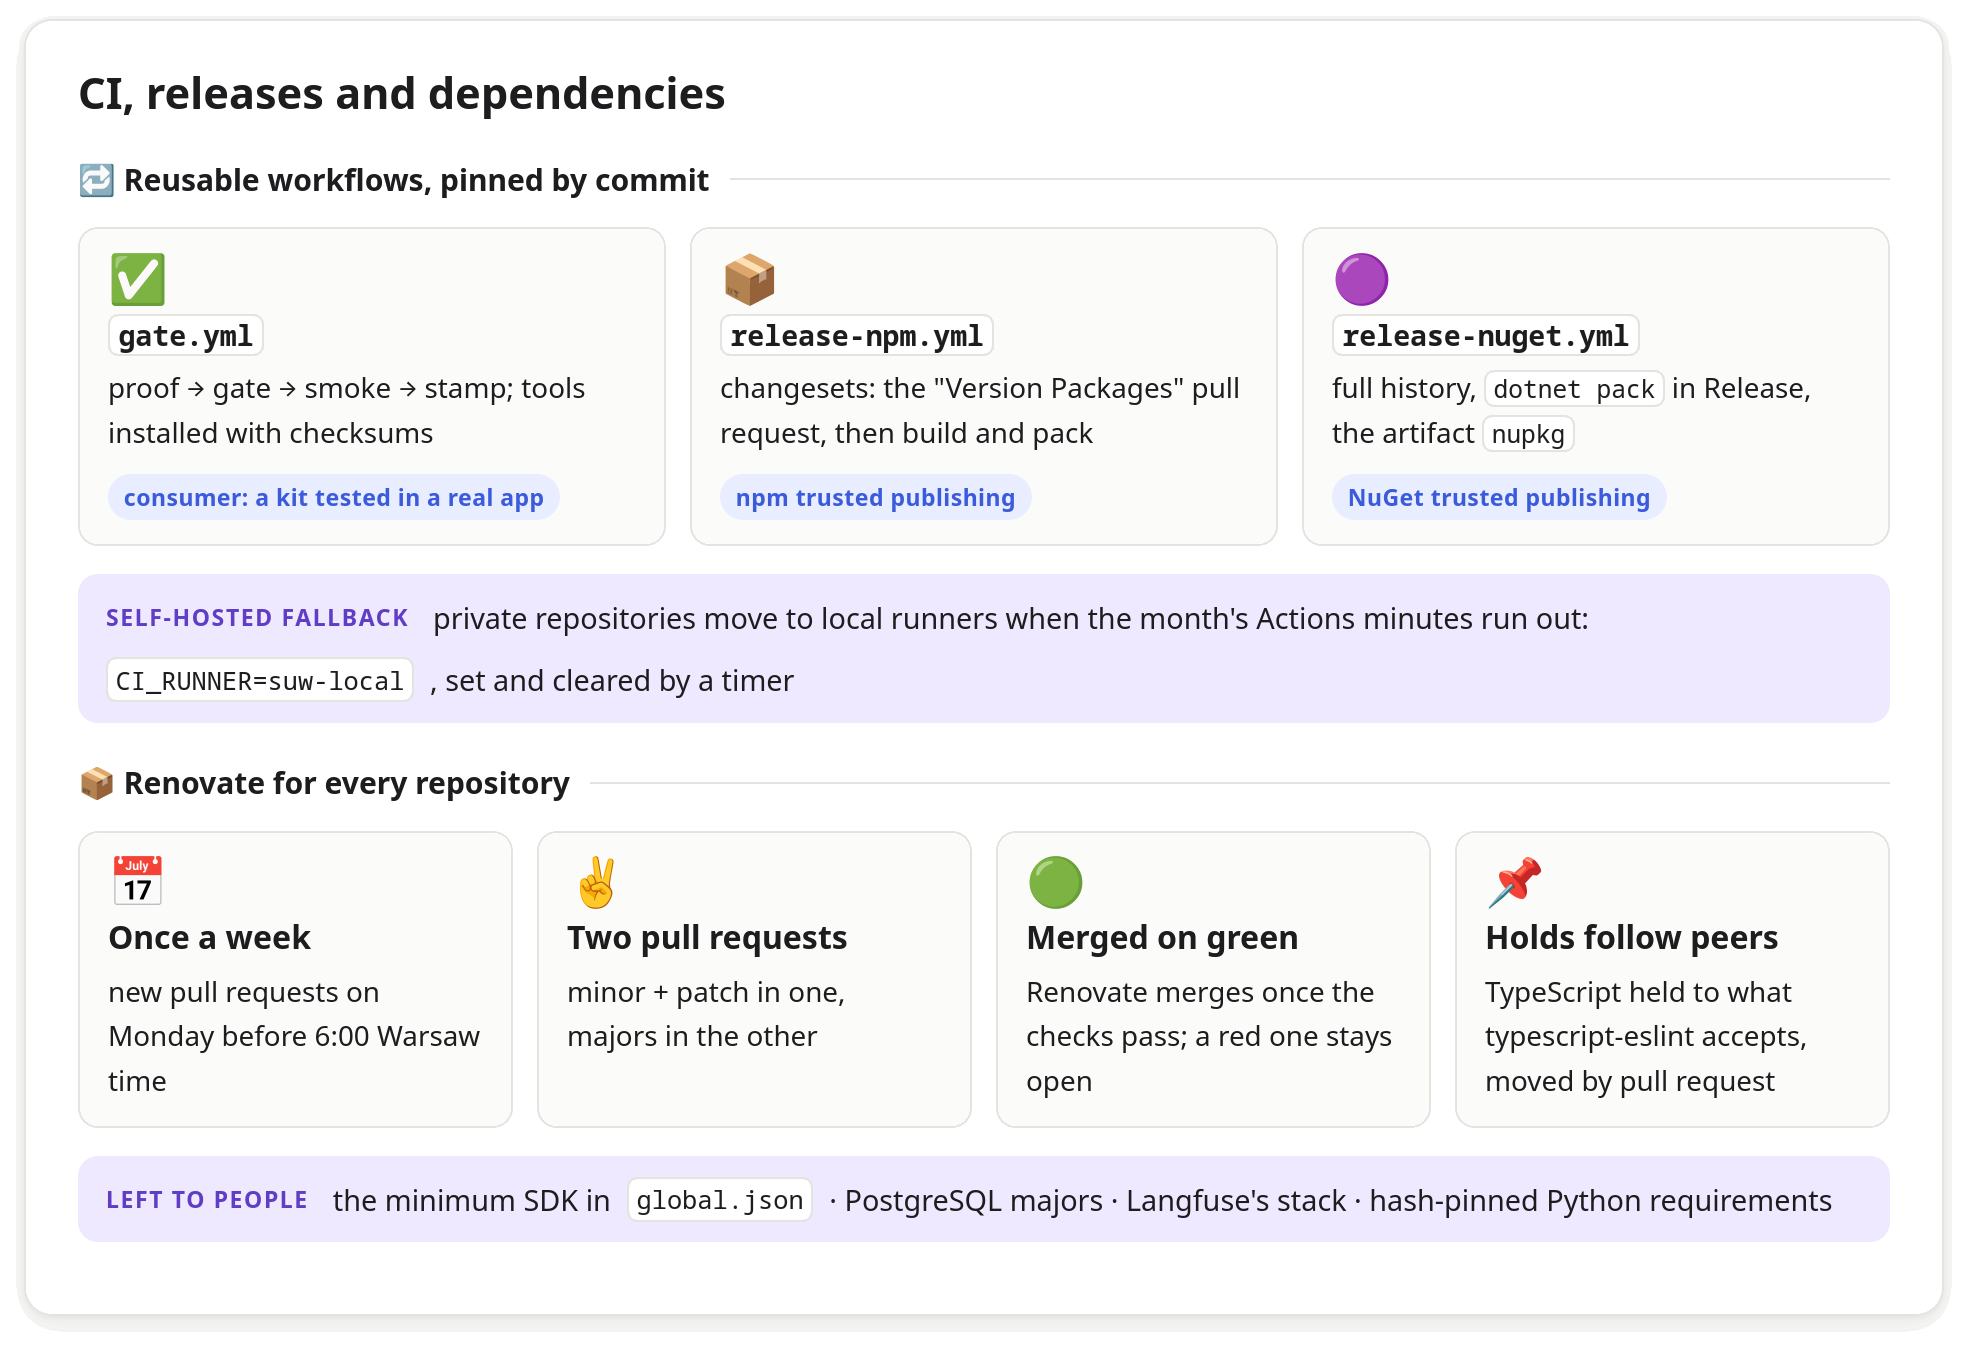 CI, releases and dependencies
Reusable workflows, pinned by commit
gate.yml
proof → gate → smoke → stamp; tools
installed with checksums
consumer: a kit tested in a real app
release-npm.yml
changesets: the "Version Packages" pull
request, then build and pack
npm trusted publishing
release-nuget.yml
full history, dotnet pack in Release,
the artifact nupkg
NuGet trusted publishing
SELF-HOSTED FALLBACK private repositories move to local runners when the month's Actions minutes run out:
CI_RUNNER=suw-local , set and cleared by a timer
Renovate for every repository
July
17
Once a week
new pull requests on
Monday before 6:00 Warsaw
time
Two pull requests
minor + patch in one,
majors in the other
Merged on green
Renovate merges once the
checks pass; a red one stays
open
Holds follow peers
TypeScript held to what
typescript-eslint accepts,
moved by pull request
LEFT TO PEOPLE the minimum SDK in global.json · PostgreSQL majors · Langfuse's stack · hash-pinned Python requirements